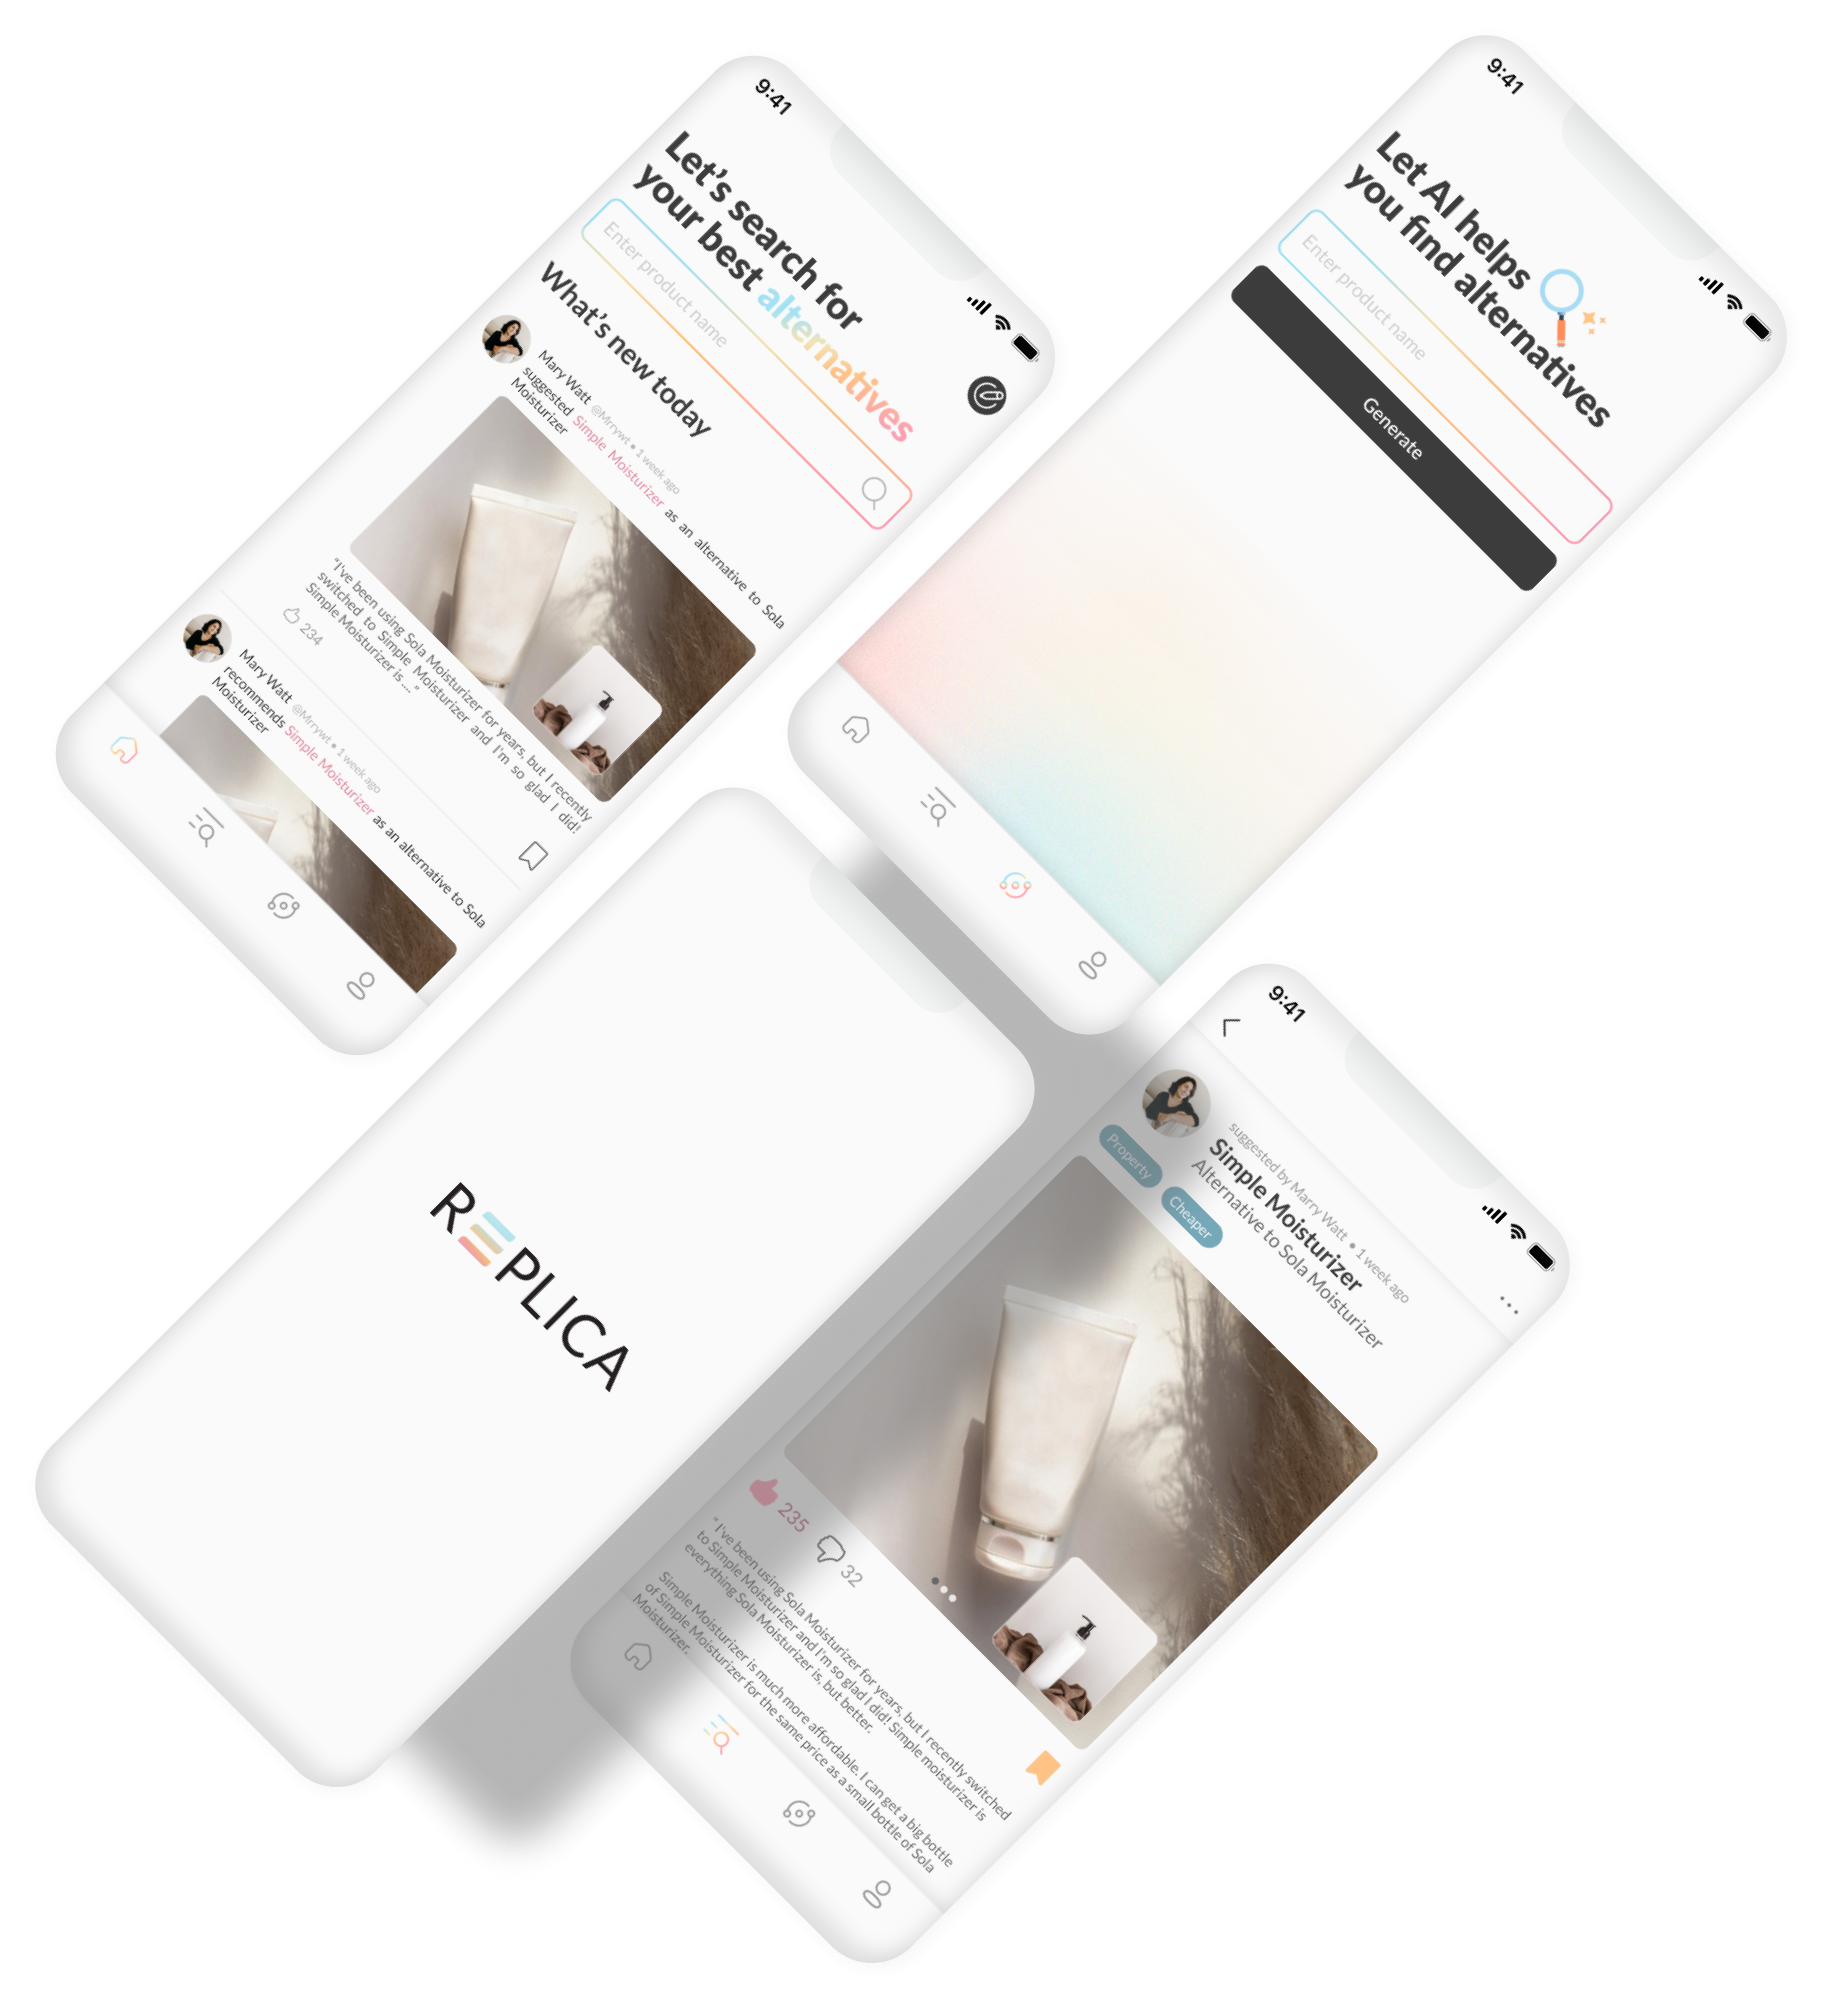 9:41
Let's search for
your best alternatives
Enter product name
What's new today
Mary Watt @Mrrywt • 1 week ago
suggested Simple Moisturizer as an alternative to Sola
Moisturizer
"I've been using Sola Moisturizer for years, but I recently
switched to Simple Moisturizer and I'm so glad I did!
Simple Moisturizer is .... "
234
Mary Watt @Mrrywt • 1 week ago
recommends Simple Moisturizer as an alternative to Sola
Moisturizer
9:41
Let AI helps
you find alternatives
Enter product name
Generate
REPLICA
9:41
suggested by Marry Watt • 1 week ago
Simple Moisturizer
Alternative to Sola Moisturizer
Property
Cheaper
235
32
" I've been using Sola Moisturizer for years, but I recently switched
to Simple Moisturizer and I'm so glad I did! Simple moisturizer is
everything Sola Moisturizer is, but better.
Simple Moisturizer is much more affordable. I can get a big bottle
of Simple Moisturizer for the same price as a small bottle of Sola
Moisturizer.